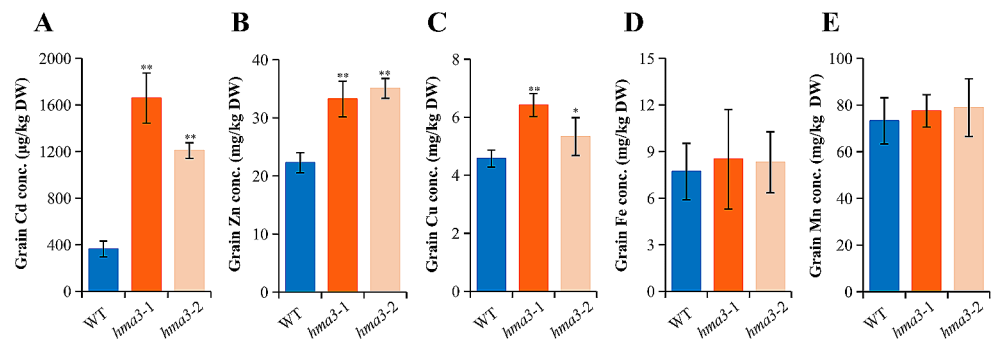 A
Grain Cd conc. (μg/kg DW)
2000
1600
1200
800
400
0
**
**
WT
hma3-1
hma3-2
B
Grain Zn conc. (mg/kg DW)
40
30
20
10
0
**
**
WT
hma3-1
hma3-2
C
Grain Cu conc. (mg/kg DW)
8
6
4
2
0
**
*
WT
hma3-1
hma3-2
D
Grain Fe conc. (mg/kg DW)
15
12
9
6
3
0
WT
hma3-1
hma3-2
E
Grain Mn conc. (mg/kg DW)
100
80
60
40
20
0
WT
hma3-1
hma3-2